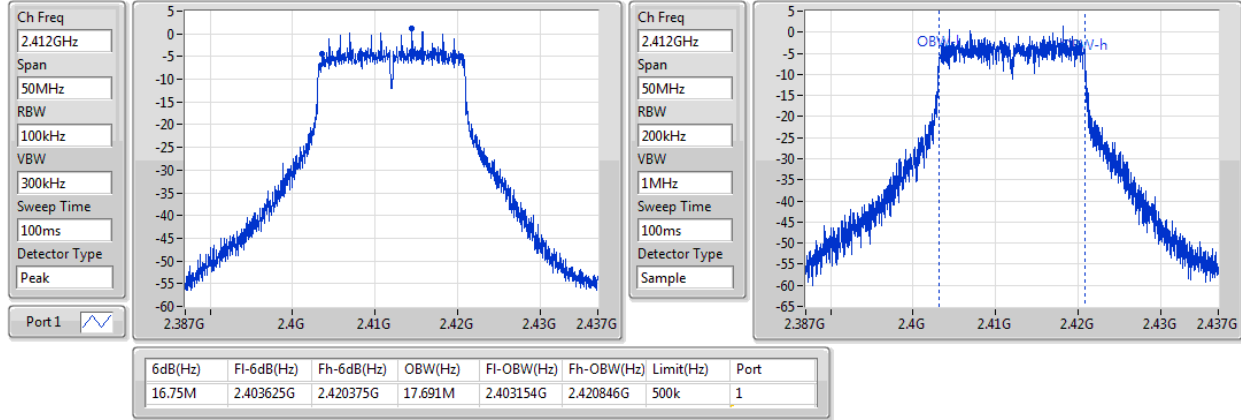 Ch Freq
2.412GHz
Span
50MHz
RBW
100kHz
VBW
300kHz
Sweep Time
100ms
Detector Type
Peak
Port 1
5
0
-5
-10
-15
-20
-25
-30
-35
-40
-45
-50
-55
-60
2.387G 2.4G 2.41G 2.42G 2.43G 2.437G
Ch Freq
2.412GHz
Span
50MHz
RBW
200kHz
VBW
1MHz
Sweep Time
100ms
Detector Type
Sample
5
0
-5
-10
-15
-20
-25
-30
-35
-40
-45
-50
-55
-60
-65
2.387G 2.4G 2.41G 2.42G 2.43G 2.437G
6dB(Hz) Fl-6dB(Hz) Fh-6dB(Hz) OBW(Hz) Fl-OBW(Hz) Fh-OBW(Hz) Limit(Hz) Port
16.75M 2.403625G 2.420375G 17.691M 2.403154G 2.420846G 500k 1